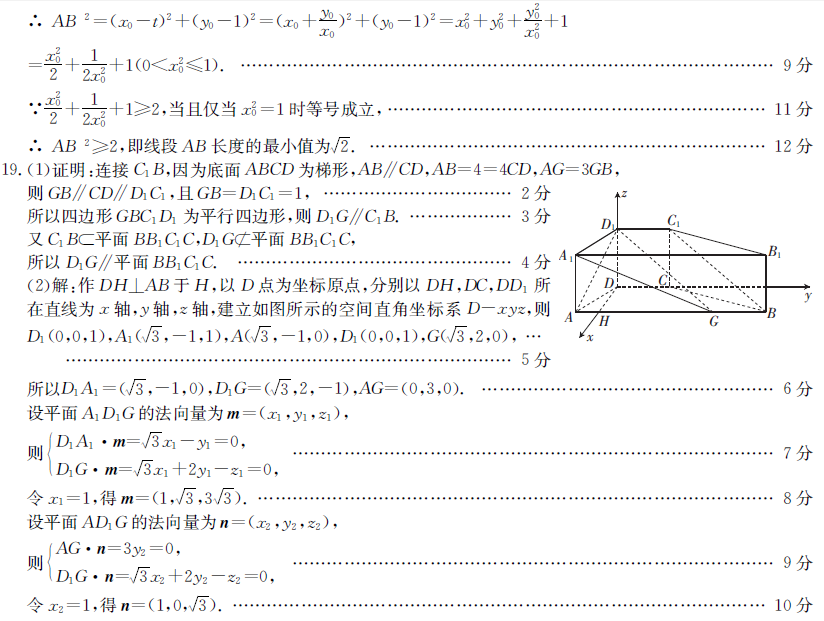 ∴ AB ²=(x₀-t)²+(y₀-1)²=(x₀+y₀/x₀)²+(y₀-1)²=x₀²+y₀²+y₀²/x₀²+1
=x₀²/2+1/(2x₀²)+1(0<x₀²≤1). …… 9分
∵x₀²/2+1/(2x₀²)+1≥2,当且仅当 x₀²=1 时等号成立, …… 11分
∴ AB ²≥2,即线段 AB 长度的最小值为√2. …… 12分
19.(1)证明:连接 C₁B,因为底面 ABCD 为梯形,AB∥CD,AB=4=4CD,AG=3GB,
则 GB∥CD∥D₁C₁,且 GB=D₁C₁=1, …… 2分
所以四边形 GBC₁D₁ 为平行四边形,则 D₁G∥C₁B. …… 3分
又 C₁B⊂平面 BB₁C₁C,D₁G⊄平面 BB₁C₁C,
所以 D₁G∥平面 BB₁C₁C. …… 4分
(2)解:作 DH⊥AB 于 H,以 D 点为坐标原点,分别以 DH,DC,DD₁ 所
在直线为 x 轴,y 轴,z 轴,建立如图所示的空间直角坐标系 D-xyz,则
D₁(0,0,1),A₁(√3,-1,1),A(√3,-1,0),D₁(0,0,1),G(√3,2,0), …
…… 5分
z
D₁
C₁
A₁
B₁
D
C
y
A
H
G
B
x
所以D₁A₁=(√3,-1,0),D₁G=(√3,2,-1),AG=(0,3,0). …… 6分
设平面 A₁D₁G 的法向量为 m=(x₁,y₁,z₁),
则{D₁A₁·m=√3x₁-y₁=0, …… 7分
D₁G·m=√3x₁+2y₁-z₁=0,
令 x₁=1,得 m=(1,√3,3√3). …… 8分
设平面 AD₁G 的法向量为 n=(x₂,y₂,z₂),
则{AG·n=3y₂=0, …… 9分
D₁G·n=√3x₂+2y₂-z₂=0,
令 x₂=1,得 n=(1,0,√3). …… 10分